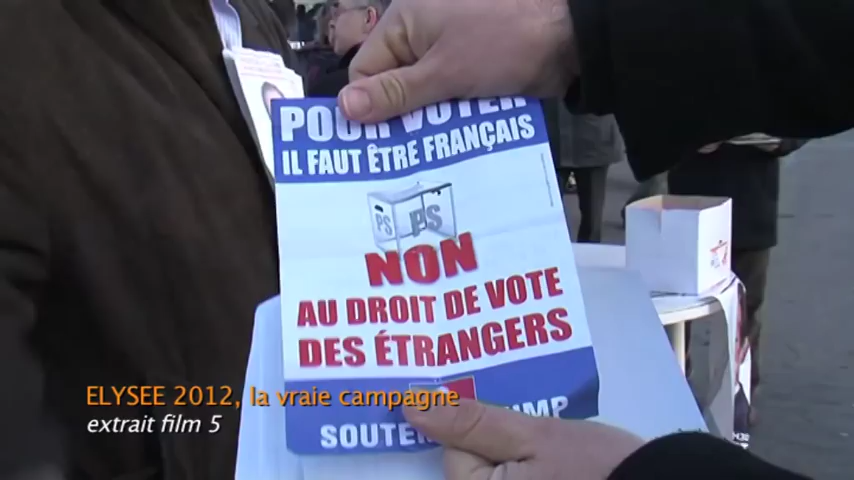 POUR VOTER
IL FAUT ÊTRE FRANÇAIS
PS PS
NON
AU DROIT DE VOTE
DES ÉTRANGERS
ELYSEE 2012, la vraie campagne
extrait film 5